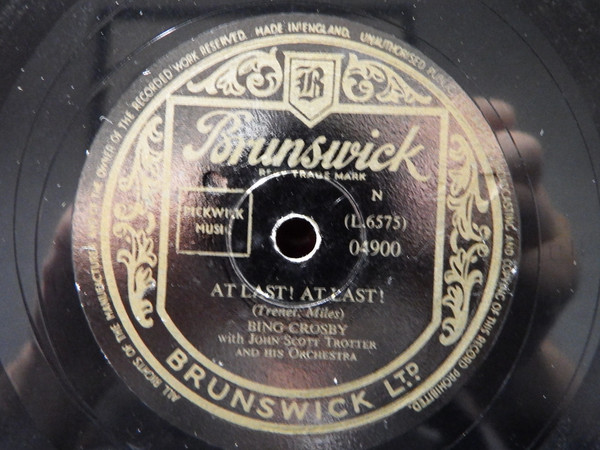 ALL RIGHTS OF THE MANUFACTURER AND OF THE OWNER OF THE RECORDED WORK RESERVED. MADE IN ENGLAND. UNAUTHORISED PUBLIC BROADCASTING AND COPYING OF THIS RECORD PROHIBITED.
B
Brunswick
REGD TRADE MARK
N
PICKWICK
MUSIC
(L.6575)
04900
AT LAST! AT LAST!
(Trenet, Miles)
BING CROSBY
with JOHN SCOTT TROTTER
AND HIS ORCHESTRA
BRUNSWICK LTD.